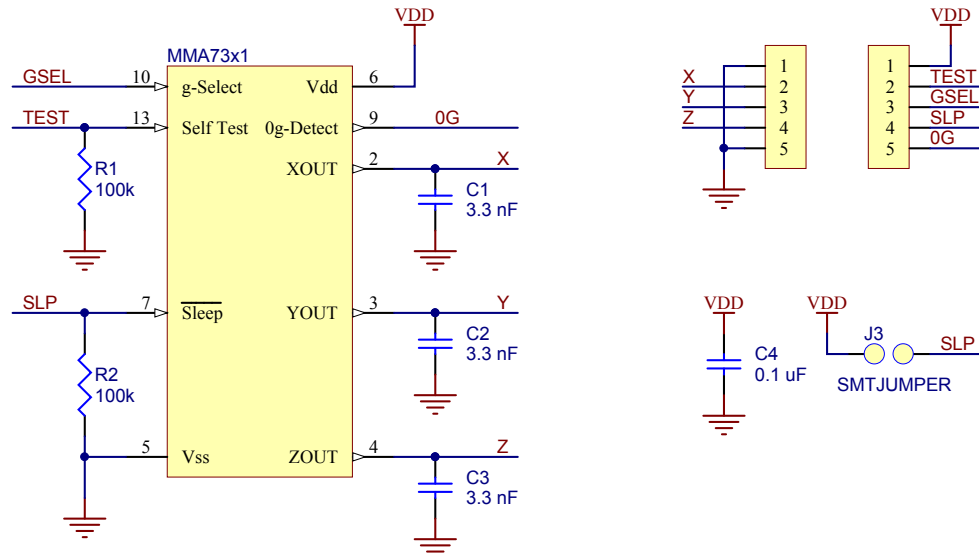 VDD
VDD
MMA73x1
GSEL
10
g-Select
Vdd
6
TEST
13
Self Test
0g-Detect
9
0G
XOUT
2
X
R1
100k
C1
3.3 nF
SLP
7
Sleep
YOUT
3
Y
C2
3.3 nF
R2
100k
5
Vss
ZOUT
4
Z
C3
3.3 nF
1
X
2
Y
3
Z
4
5
1
2
TEST
3
GSEL
4
SLP
5
0G
VDD
VDD
C4
0.1 uF
J3
SLP
SMTJUMPER